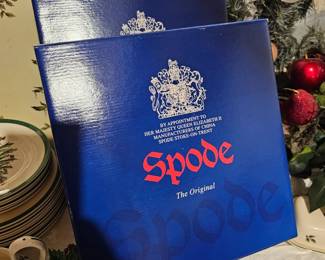 BY APPOINTMENT TO
HER MAJESTY QUEEN ELIZABETH II
MANUFACTURERS OF CHINA
SPODE STOKE-ON-TRENT
Spode
The Original
Spode